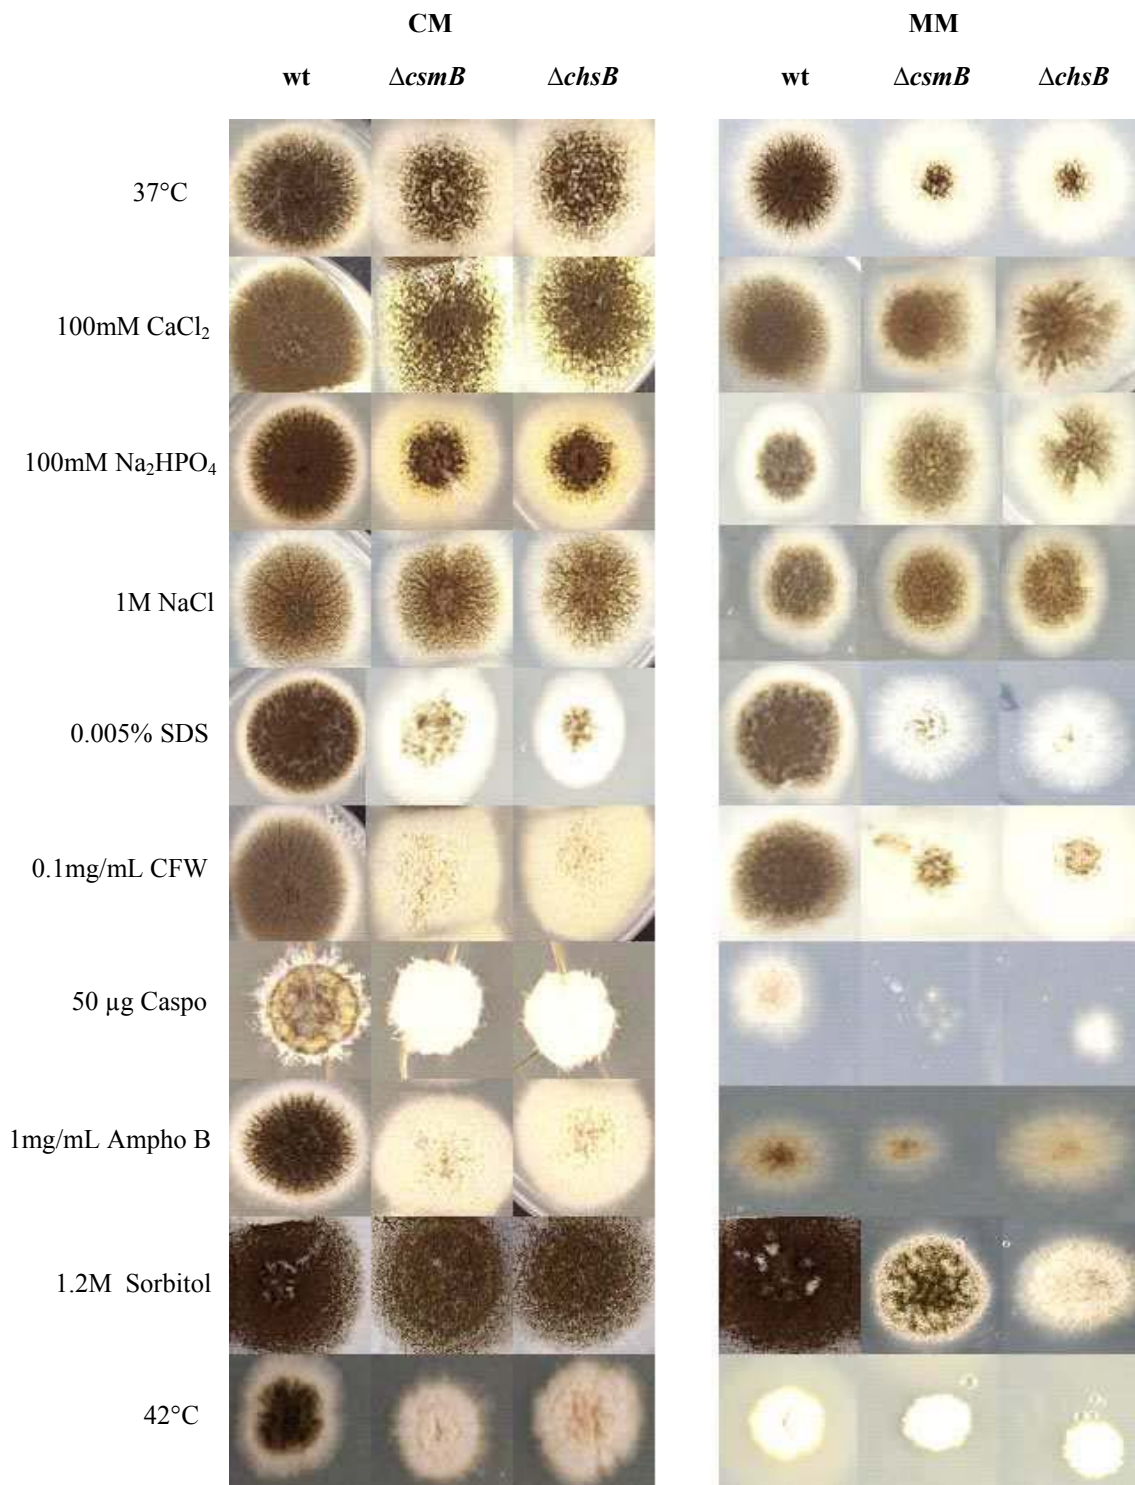 CM MM
wt ΔcsmB ΔchsB wt ΔcsmB ΔchsB
37°C
100mM CaCl₂
100mM Na₂HPO₄
1M NaCl
0.005% SDS
0.1mg/mL CFW
50 µg Caspo
1mg/mL Ampho B
1.2M Sorbitol
42°C